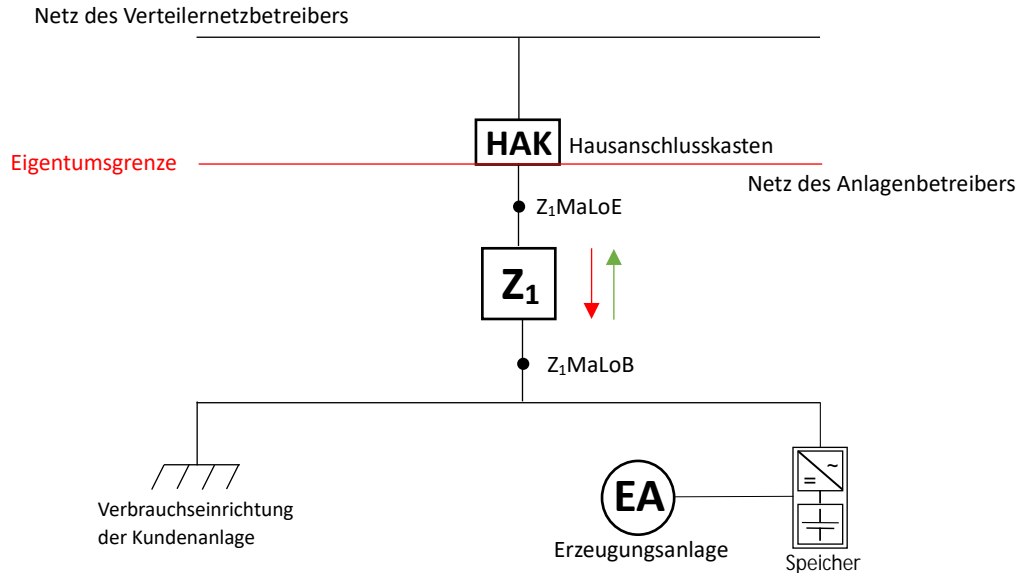 Netz des Verteilernetzbetreibers
HAK
Hausanschlusskasten
Eigentumsgrenze
Netz des Anlagenbetreibers
Z₁MaLoE
Z₁
Z₁MaLoB
Verbrauchseinrichtung
der Kundenanlage
EA
Erzeugungsanlage
= ~
Speicher